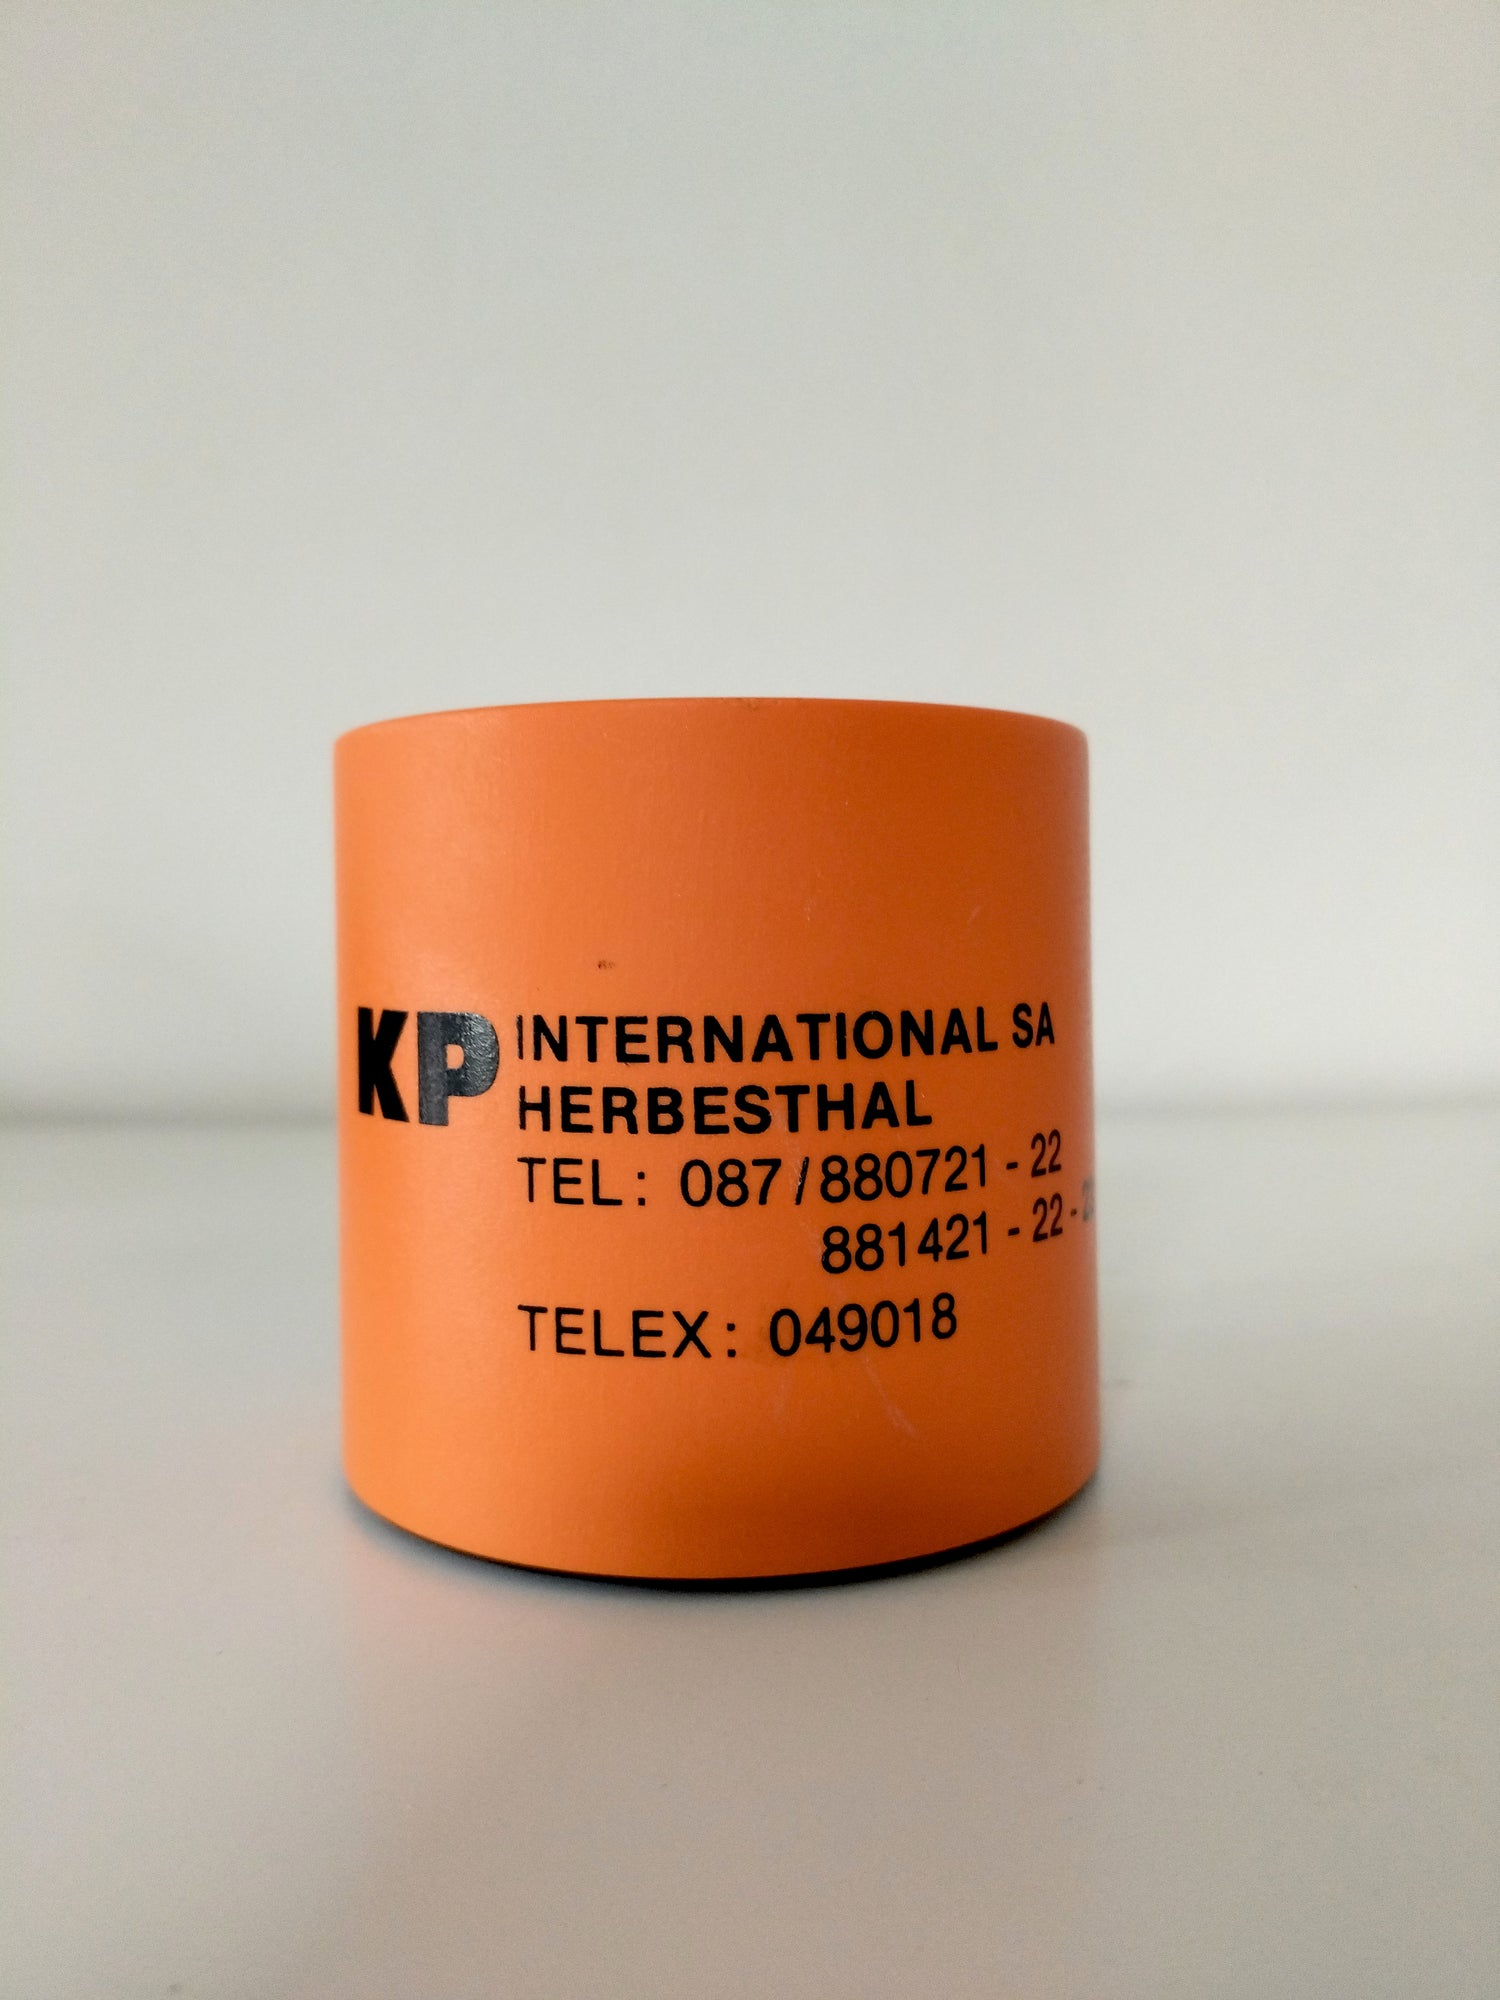 KP INTERNATIONAL SA
HERBESTHAL
TEL: 087/880721-22
881421-22-
TELEX: 049018